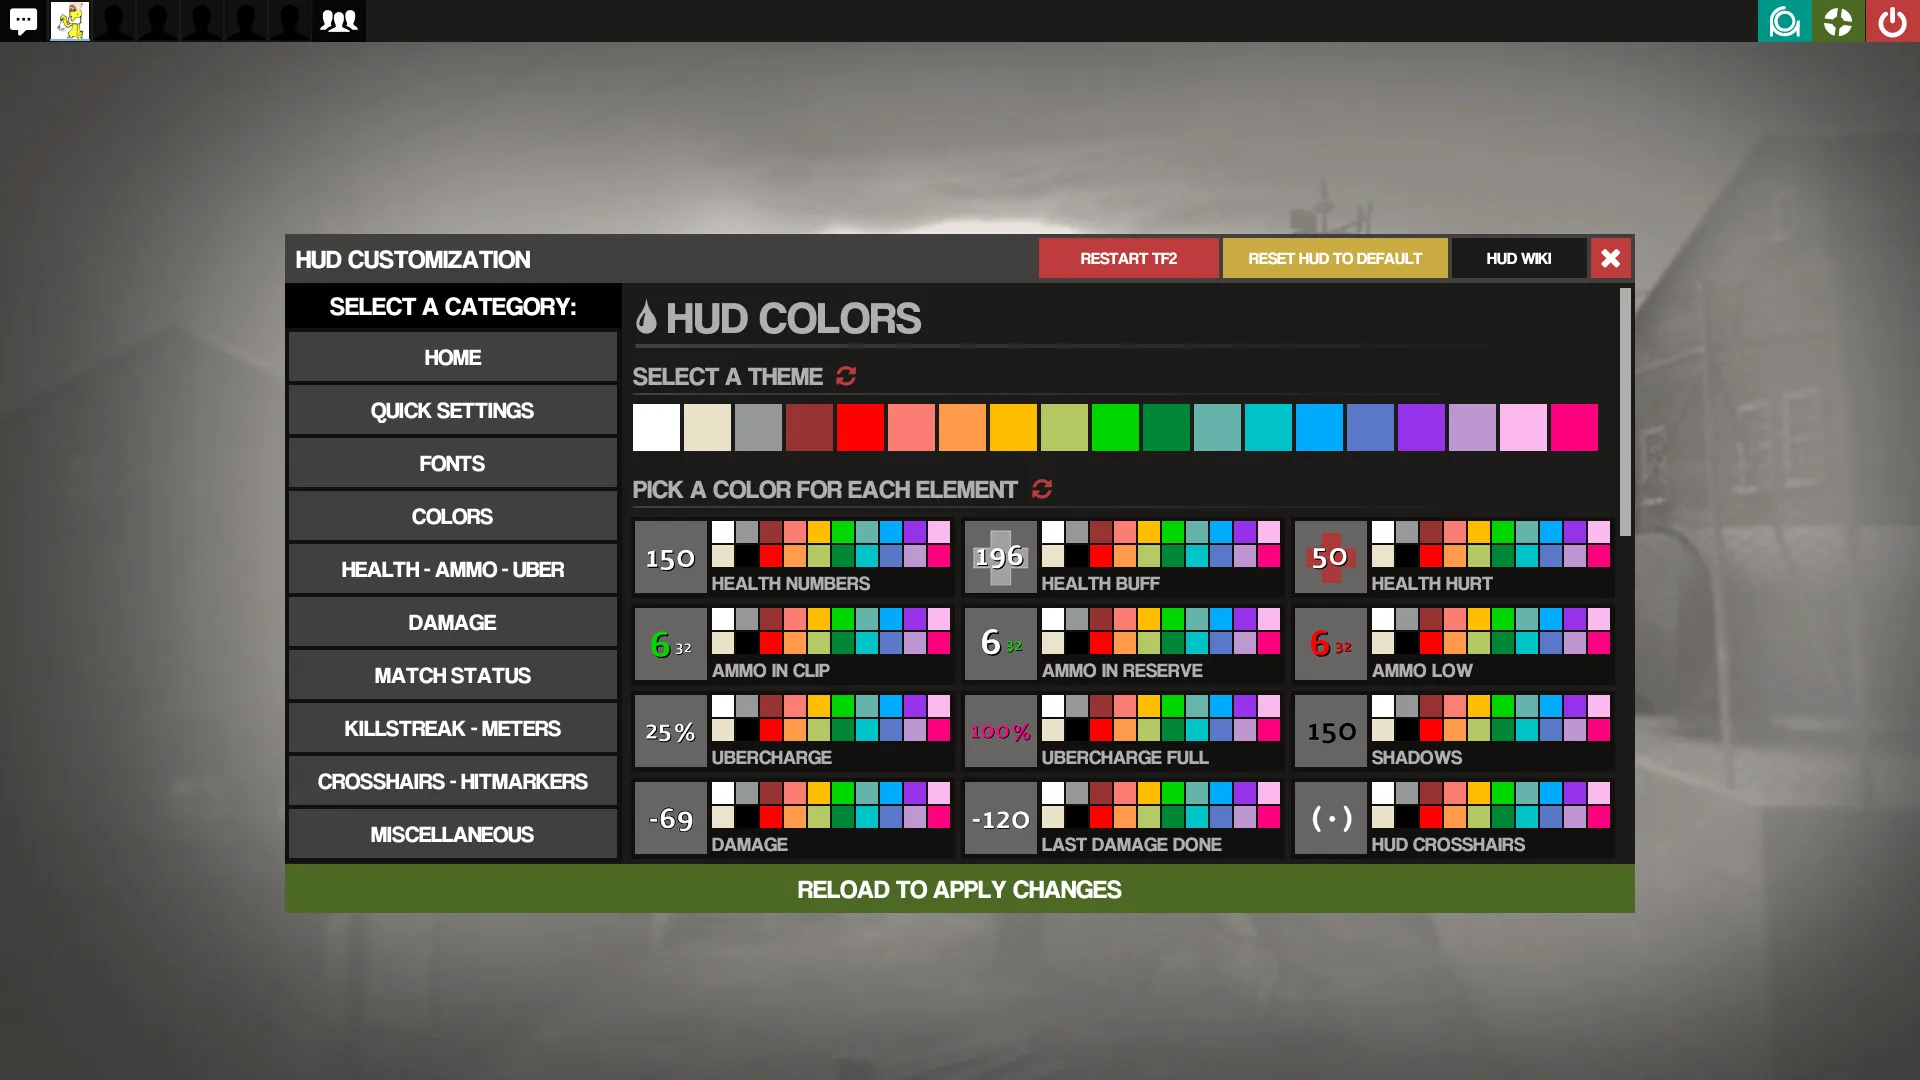 HUD CUSTOMIZATION
RESTART TF2
RESET HUD TO DEFAULT
HUD WIKI
SELECT A CATEGORY:
HOME
QUICK SETTINGS
FONTS
COLORS
HEALTH - AMMO - UBER
DAMAGE
MATCH STATUS
KILLSTREAK - METERS
CROSSHAIRS - HITMARKERS
MISCELLANEOUS
HUD COLORS
SELECT A THEME
PICK A COLOR FOR EACH ELEMENT
150
HEALTH NUMBERS
196
HEALTH BUFF
50
HEALTH HURT
6 32
AMMO IN CLIP
6 32
AMMO IN RESERVE
6 32
AMMO LOW
25%
UBERCHARGE
100%
UBERCHARGE FULL
150
SHADOWS
-69
DAMAGE
-120
LAST DAMAGE DONE
(·)
HUD CROSSHAIRS
RELOAD TO APPLY CHANGES